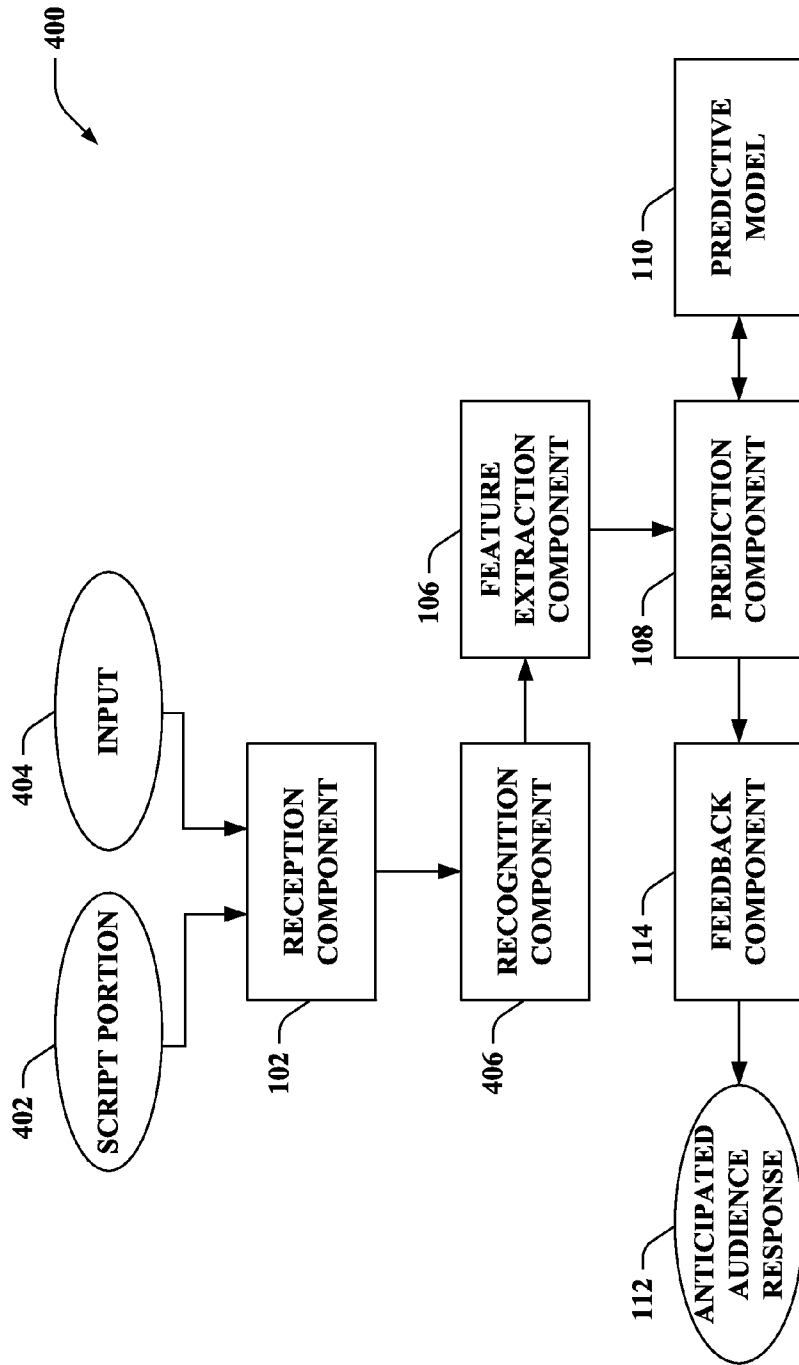 400
404
INPUT
402
SCRIPT PORTION
RECEPTION
COMPONENT
102
RECOGNITION
COMPONENT
406
106
FEATURE
EXTRACTION
COMPONENT
110
PREDICTIVE
MODEL
108
PREDICTION
COMPONENT
114
FEEDBACK
COMPONENT
112
ANTICIPATED
AUDIENCE
RESPONSE